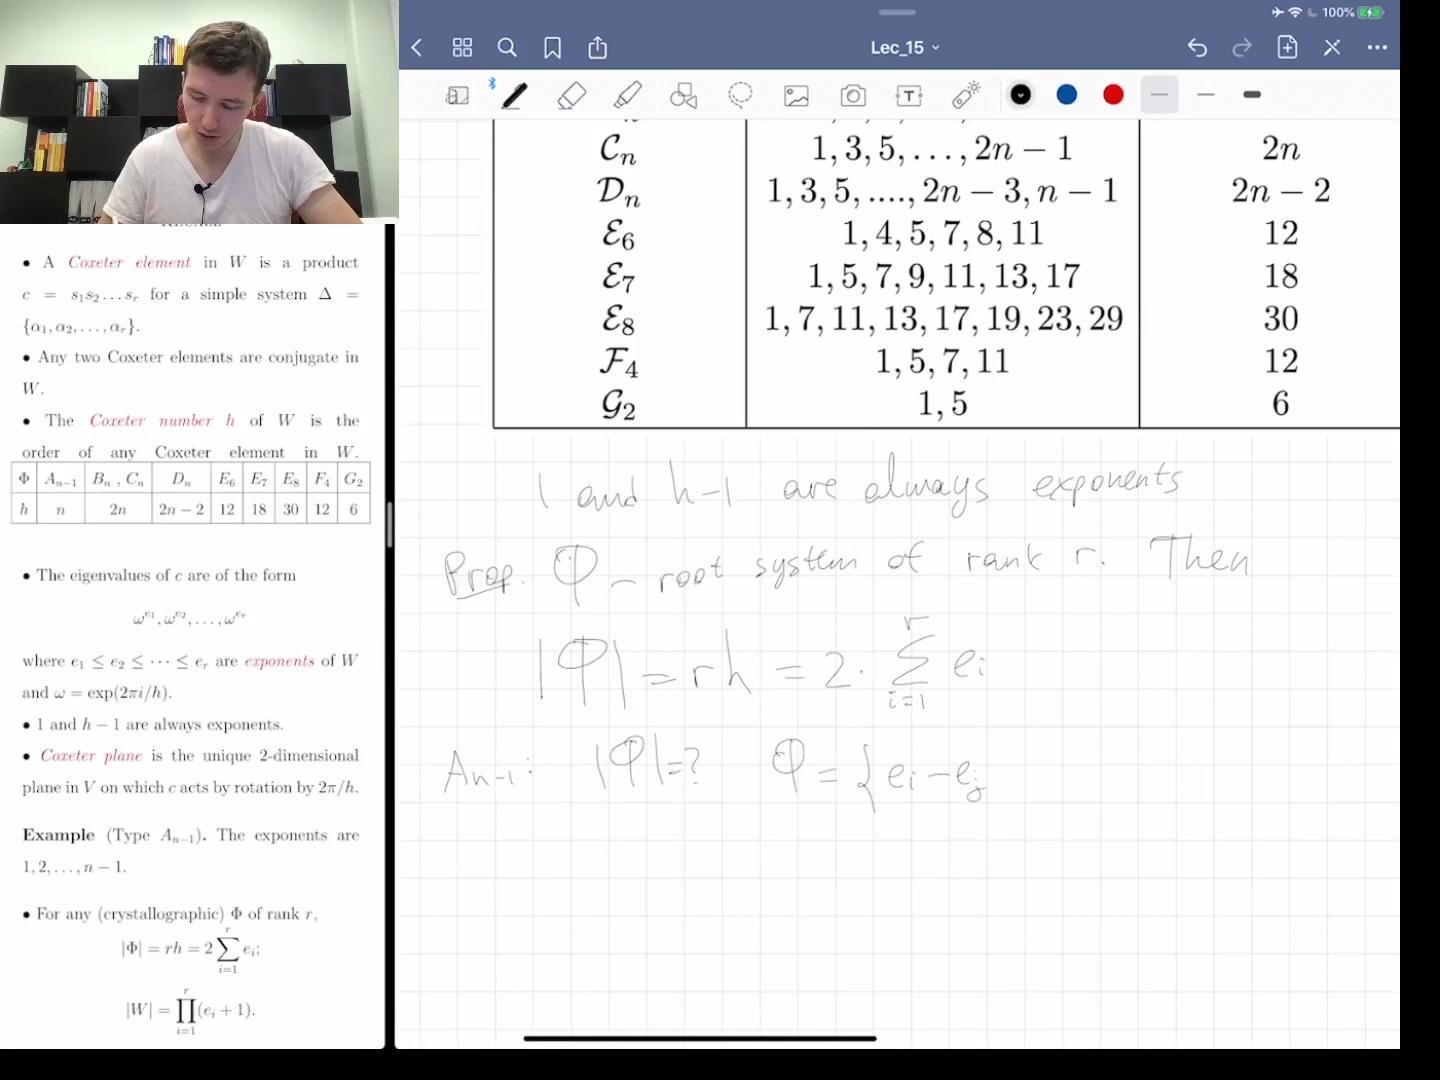 100%
Lec_15
C_n 1, 3, 5, . . . , 2n − 1 2n
D_n 1, 3, 5, ...., 2n − 3, n − 1 2n − 2
E_6 1, 4, 5, 7, 8, 11 12
E_7 1, 5, 7, 9, 11, 13, 17 18
E_8 1, 7, 11, 13, 17, 19, 23, 29 30
F_4 1, 5, 7, 11 12
G_2 1, 5 6
1 and h-1 are always exponents
Prop. Φ - root system of rank r. Then
|Φ| = rh = 2 · ∑_{i=1}^{r} e_i
A_{n-1}: |Φ|=? Φ = { e_i - e_j
• A Coxeter element in W is a product
c = s_1s_2 . . . s_r for a simple system Δ =
{α_1, α_2, . . . , α_r}.
• Any two Coxeter elements are conjugate in
W.
• The Coxeter number h of W is the
order of any Coxeter element in W.
Φ A_{n−1} B_n , C_n D_n E_6 E_7 E_8 F_4 G_2
h n 2n 2n − 2 12 18 30 12 6
• The eigenvalues of c are of the form
ω^{e_1}, ω^{e_2}, . . . , ω^{e_r}
where e_1 ≤ e_2 ≤ ⋯ ≤ e_r are exponents of W
and ω = exp(2πi/h).
• 1 and h − 1 are always exponents.
• Coxeter plane is the unique 2-dimensional
plane in V on which c acts by rotation by 2π/h.
Example (Type A_{n−1}). The exponents are
1, 2, . . . , n − 1.
• For any (crystallographic) Φ of rank r,
|Φ| = rh = 2 ∑_{i=1}^{r} e_i;
|W| = ∏_{i=1}^{r} (e_i + 1).